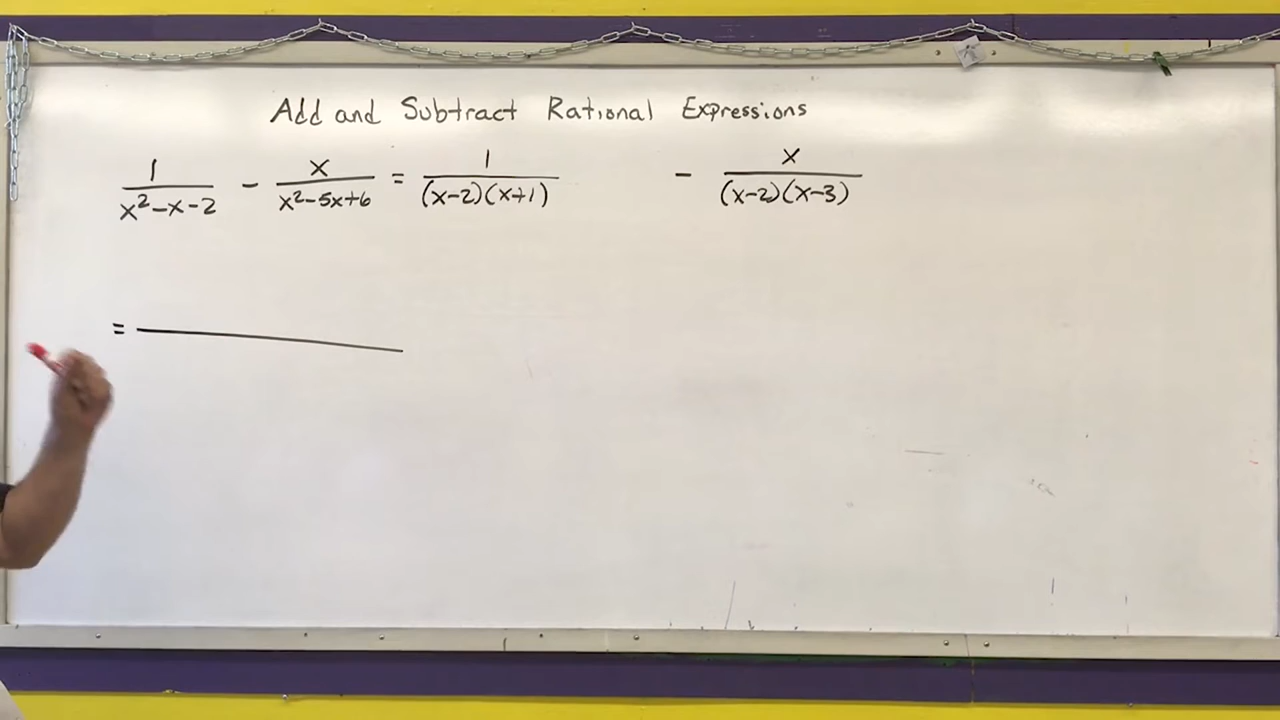 Add and Subtract Rational Expressions
1/(x²-x-2) - x/(x²-5x+6) = 1/((x-2)(x+1)) - x/((x-2)(x-3))
=